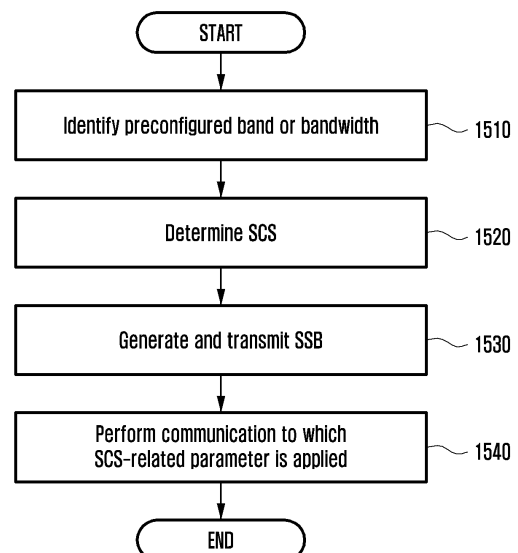 START
Identify preconfigured band or bandwidth
1510
Determine SCS
1520
Generate and transmit SSB
1530
Perform communication to which
SCS-related parameter is applied
1540
END